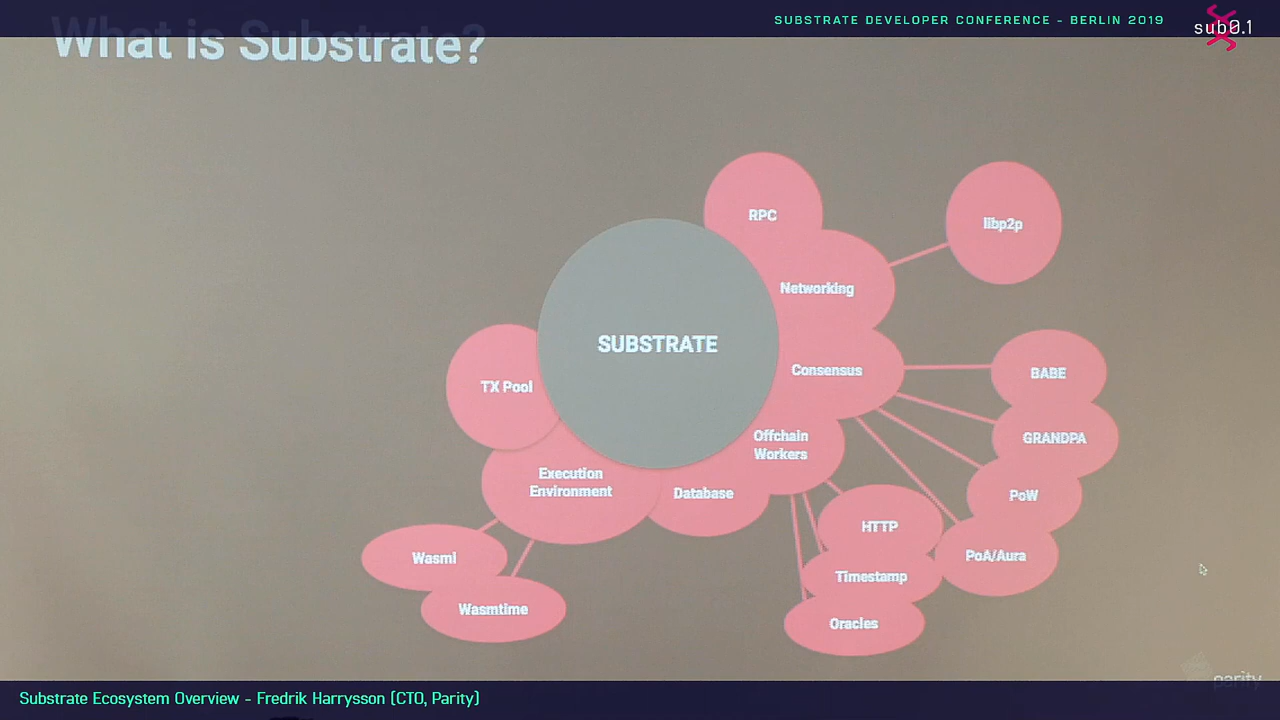 SUBSTRATE DEVELOPER CONFERENCE - BERLIN 2019
sub0.1
What is Substrate?
RPC
libp2p
Networking
SUBSTRATE
Consensus
BABE
TX Pool
GRANDPA
Offchain
Workers
Execution
Environment
Database
PoW
HTTP
Wasmi
PoA/Aura
Timestamp
Wasmtime
Oracles
parity
Substrate Ecosystem Overview - Fredrik Harrysson (CTO, Parity)